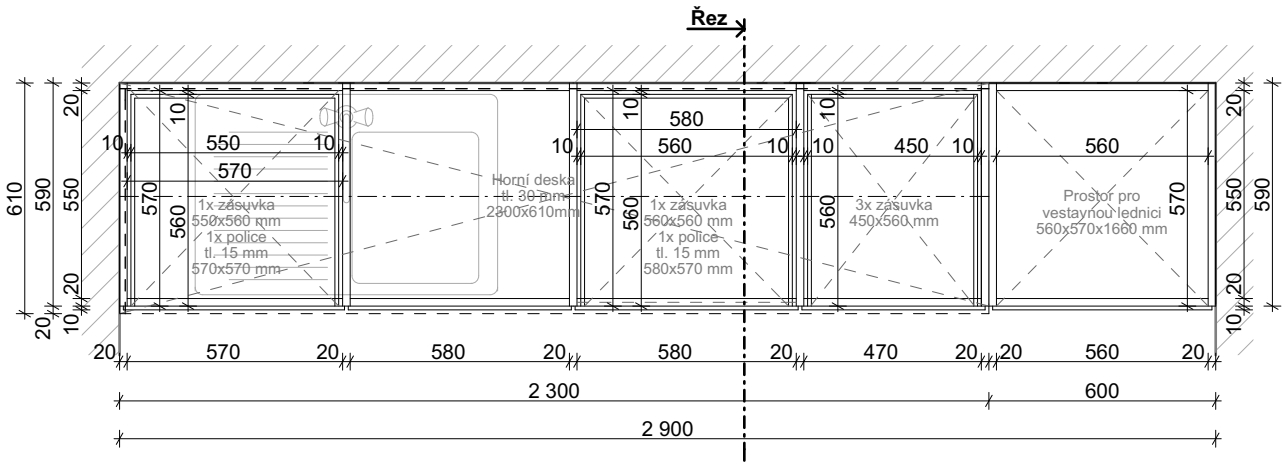 Řez
10
550
10
570
570
560
10
1x zásuvka
550x560 mm
1x police
tl. 15 mm
570x570 mm
Horní deska
tl. 30 mm
2300x610mm
580
10
10
560
10
570
560
1x zásuvka
560x560 mm
1x police
tl. 15 mm
580x570 mm
10
10
450
10
560
3x zásuvka
450x560 mm
560
570
Prostor pro
vestavnou lednici
560x570x1660 mm
610
590
20
20
550
20
10
20
550
20
10
590
20
570
20
580
20
580
20
470
20
20
560
20
2 300
600
2 900